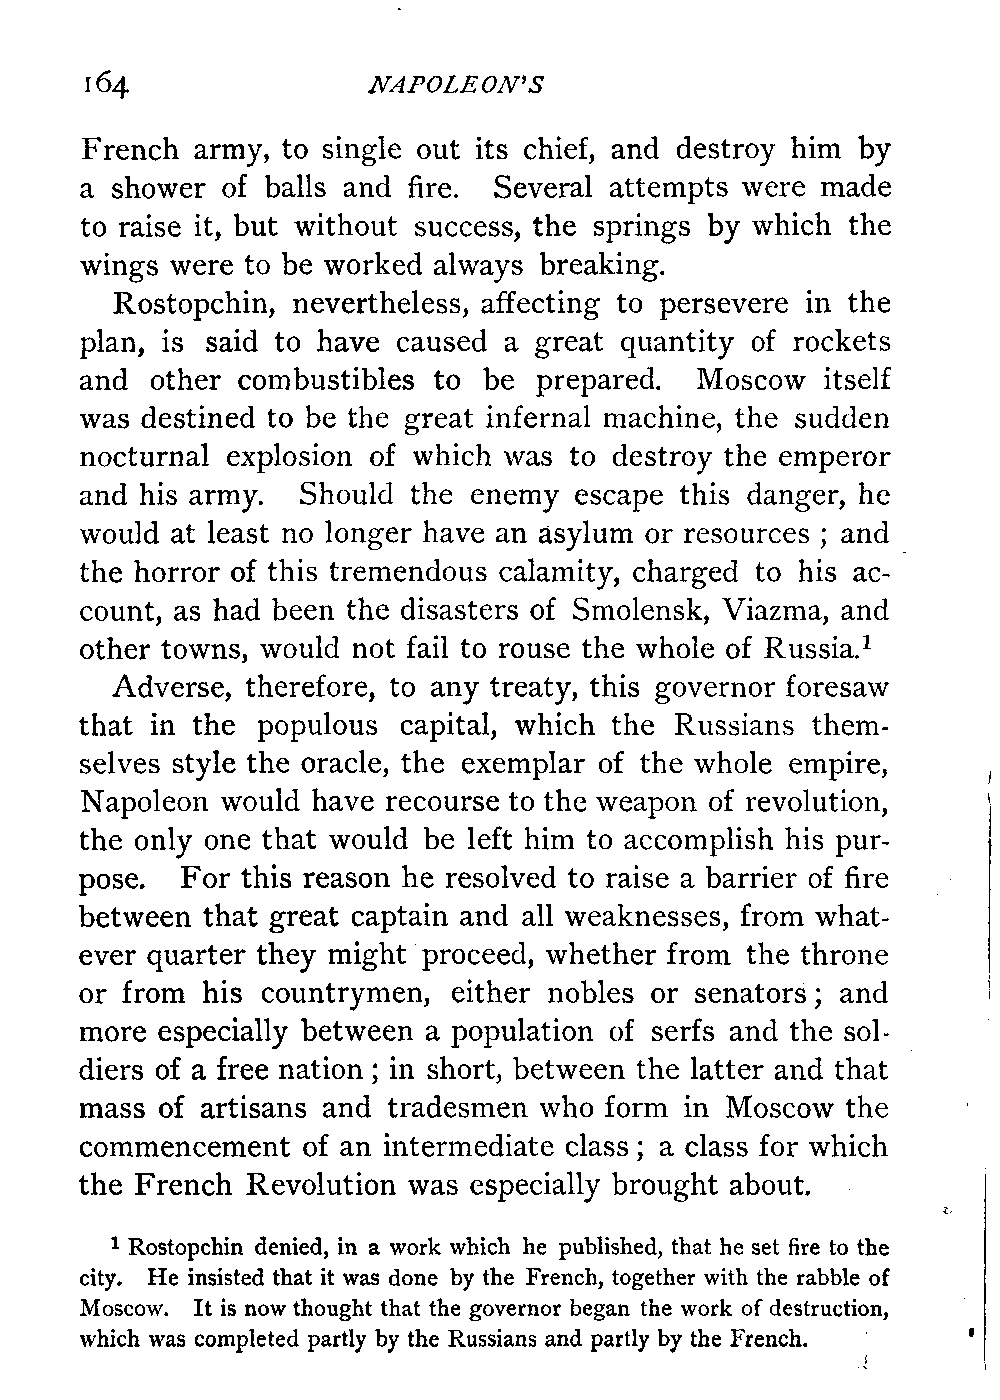 164 NAPOLEON'S
French army, to single out its chief, and destroy him by
a shower of balls and fire. Several attempts were made
to raise it, but without success, the springs by which the
wings were to be worked always breaking.
Rostopchin, nevertheless, affecting to persevere in the
plan, is said to have caused a great quantity of rockets
and other combustibles to be prepared. Moscow itself
was destined to be the great infernal machine, the sudden
nocturnal explosion of which was to destroy the emperor
and his army. Should the enemy escape this danger, he
would at least no longer have an asylum or resources ; and
the horror of this tremendous calamity, charged to his ac-
count, as had been the disasters of Smolensk, Viazma, and
other towns, would not fail to rouse the whole of Russia.¹
Adverse, therefore, to any treaty, this governor foresaw
that in the populous capital, which the Russians them-
selves style the oracle, the exemplar of the whole empire,
Napoleon would have recourse to the weapon of revolution,
the only one that would be left him to accomplish his pur-
pose. For this reason he resolved to raise a barrier of fire
between that great captain and all weaknesses, from what-
ever quarter they might proceed, whether from the throne
or from his countrymen, either nobles or senators ; and
more especially between a population of serfs and the sol-
diers of a free nation ; in short, between the latter and that
mass of artisans and tradesmen who form in Moscow the
commencement of an intermediate class ; a class for which
the French Revolution was especially brought about.
¹ Rostopchin denied, in a work which he published, that he set fire to the
city. He insisted that it was done by the French, together with the rabble of
Moscow. It is now thought that the governor began the work of destruction,
which was completed partly by the Russians and partly by the French.